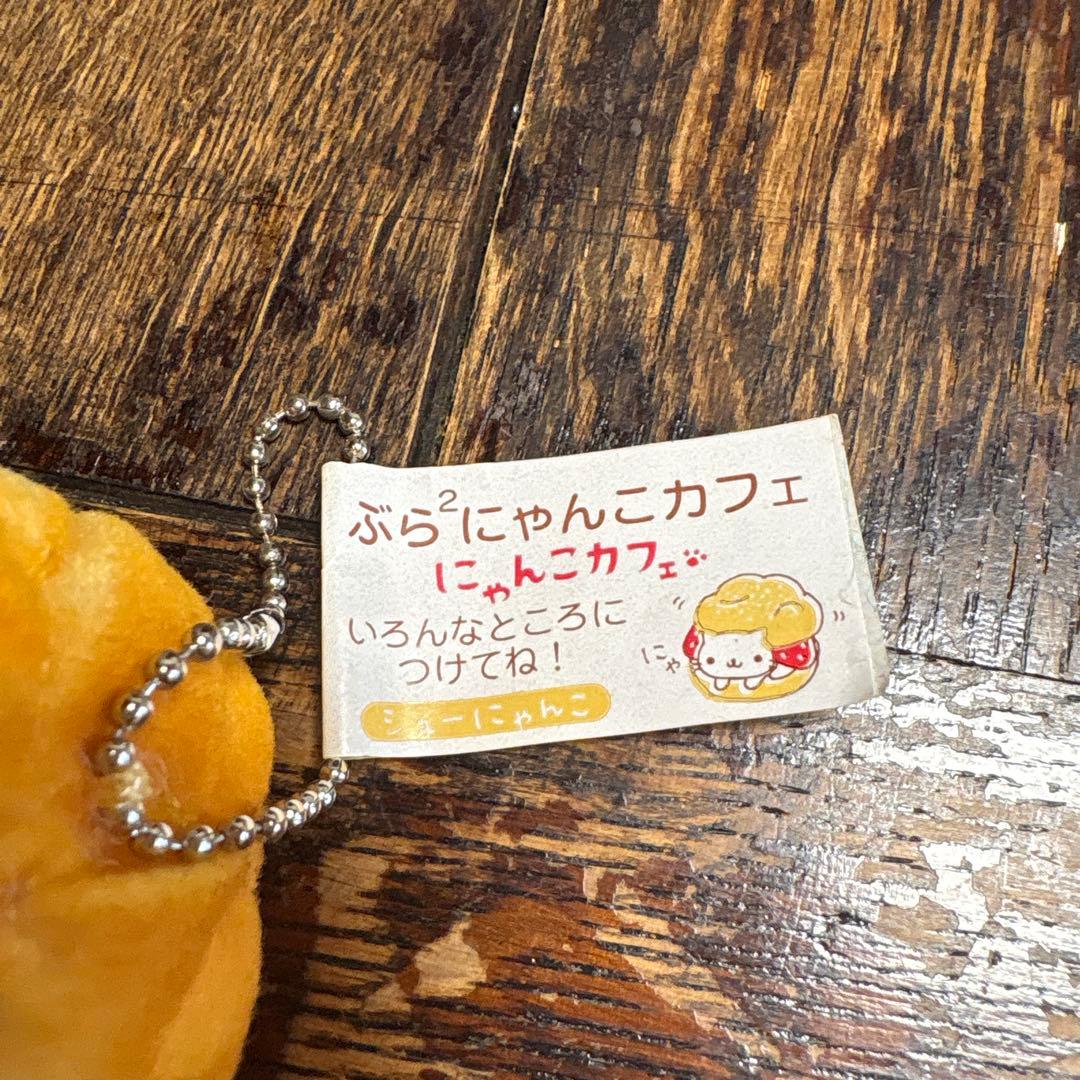 ぶら²にゃんこカフェ
にゃんこカフェ
いろんなところに
つけてね!
シューにゃんこ
にゃ